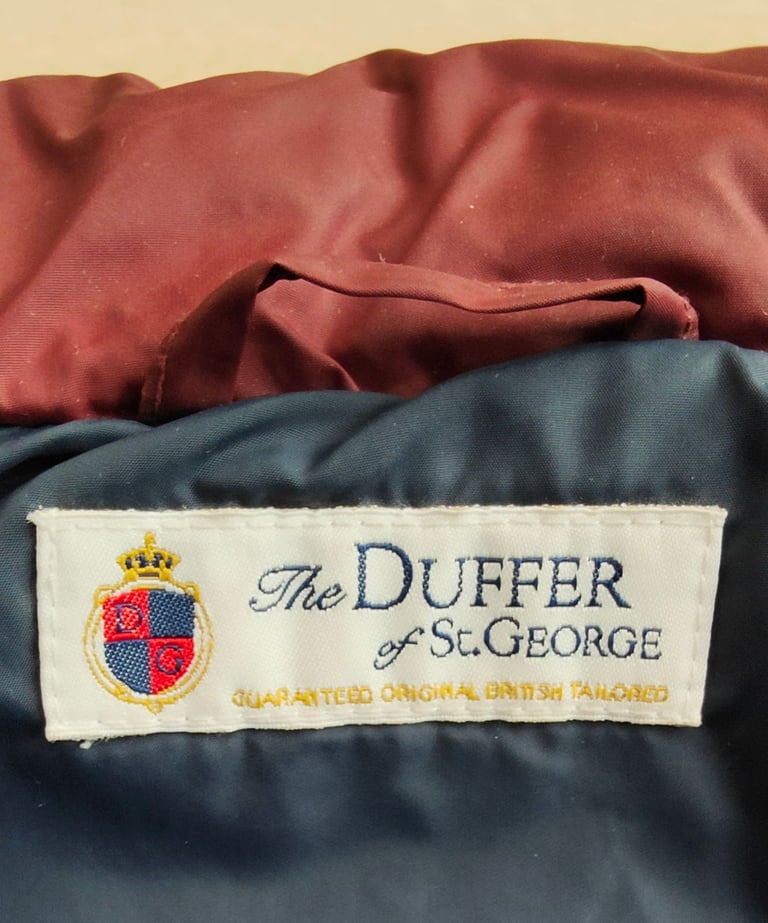 The DUFFER
of St.GEORGE
GUARANTEED ORIGINAL BRITISH TAILORED
D
G